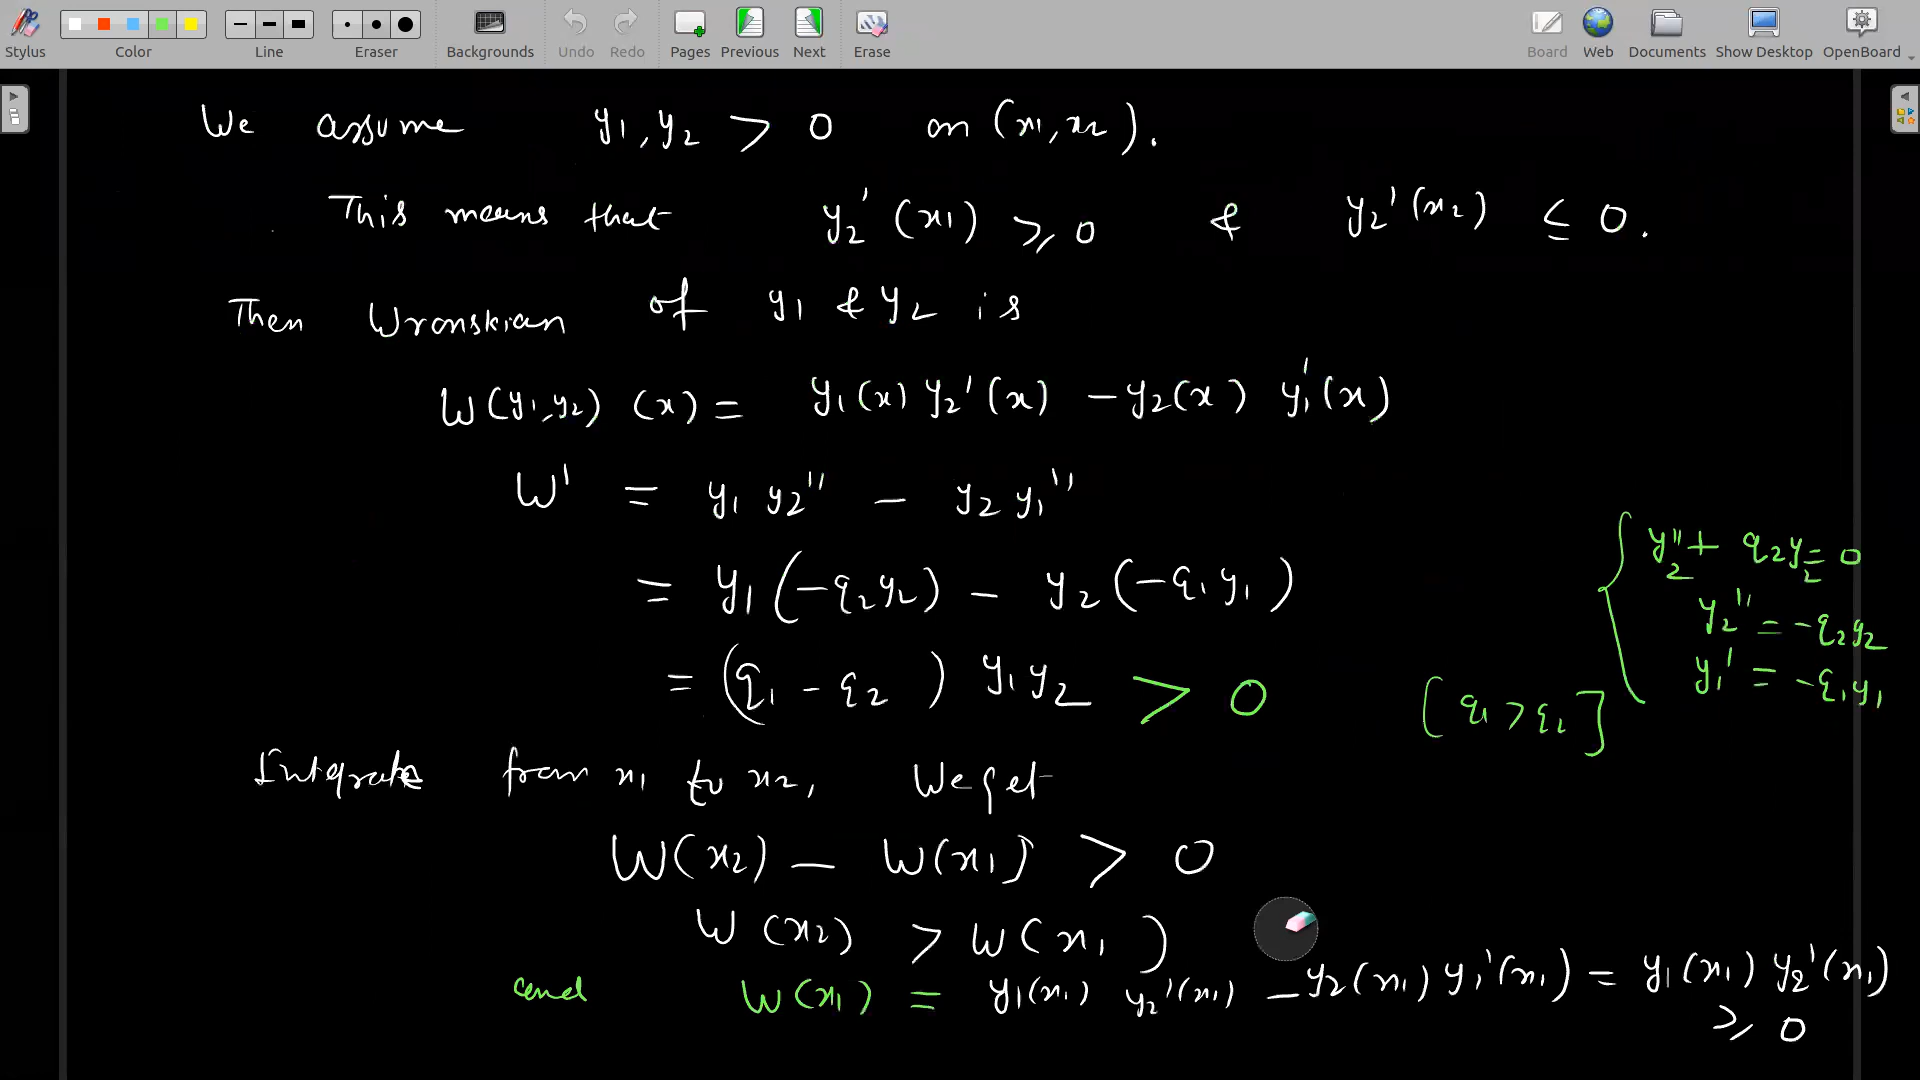 Stylus Color Line Eraser Backgrounds Undo Redo Pages Previous Next Erase Board Web Documents Show Desktop OpenBoard
We assume y1, y2 > 0 on (x1, x2).
This means that y2'(x1) ⩾ 0 & y2'(x2) ≤ 0.
Then Wronskian of y1 & y2 is
W(y1, y2) (x) = y1(x) y2'(x) - y2(x) y1'(x)
W' = y1 y2'' - y2 y1''
= y1 (-q2y2) - y2 (-q1 y1)
= (q1 - q2) y1 y2 > 0 [q1 > q2]
y2'' + q2y2 = 0
y2'' = -q2y2
y1' = -q1y1
Integrate from x1 to x2, We get
W(x2) - W(x1) > 0
W (x2) > W(x1)
and W(x1) = y1(x1) y2'(x1) - y2(x1) y1'(x1) = y1(x1) y2'(x1)
⩾ 0